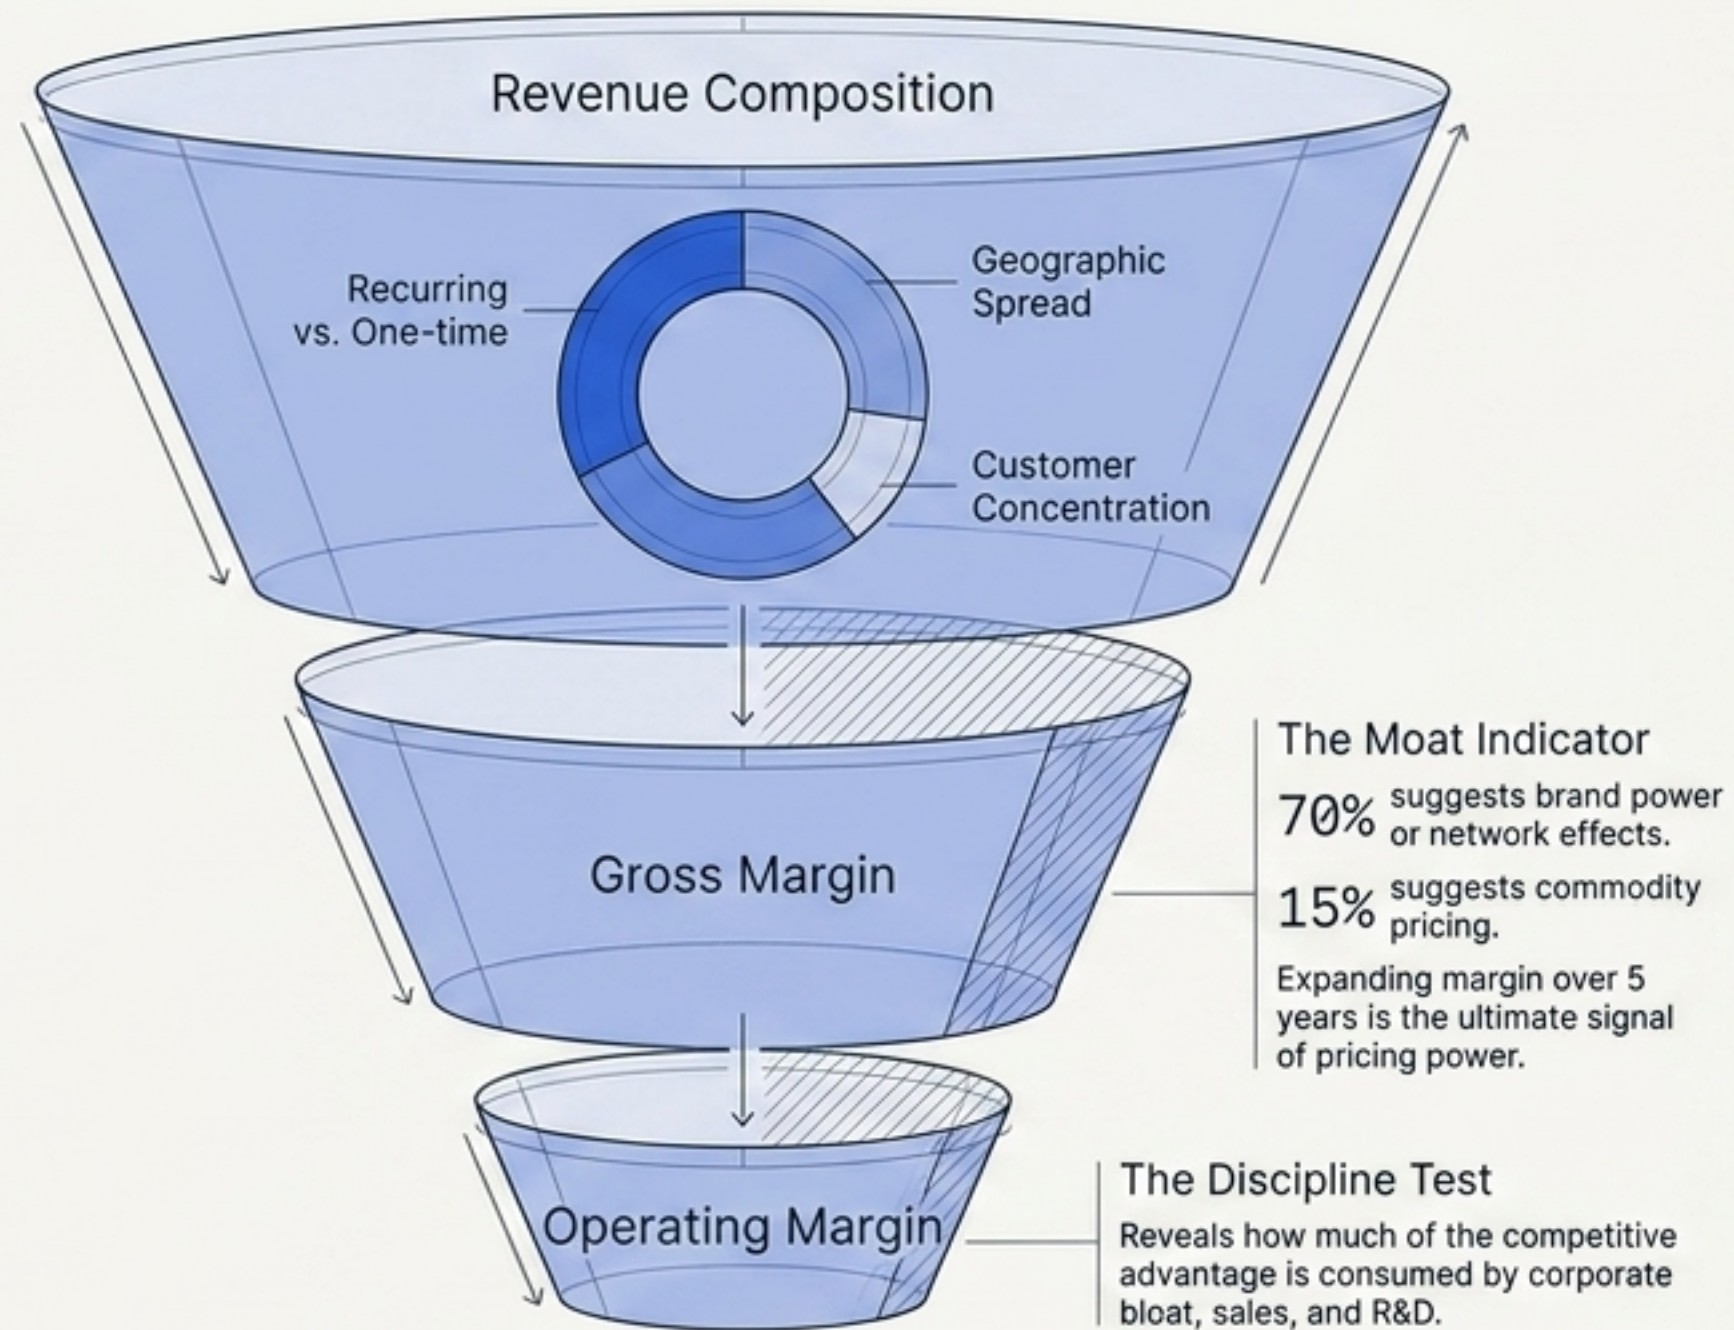 Revenue Composition
Recurring
vs. One-time
Geographic
Spread
Customer
Concentration
Gross Margin
The Moat Indicator
70% suggests brand power
or network effects.
15% suggests commodity
pricing.
Expanding margin over 5
years is the ultimate signal
of pricing power.
Operating Margin
The Discipline Test
Reveals how much of the competitive
advantage is consumed by corporate
bloat, sales, and R&D.